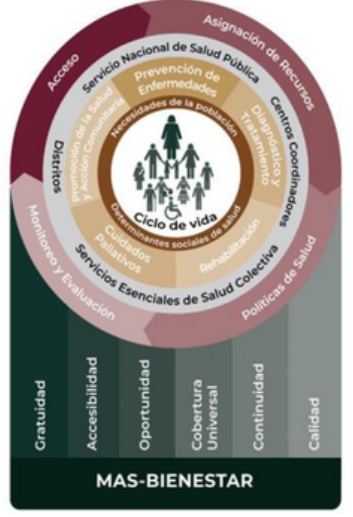 Acceso
Asignación de Recursos
Políticas de Salud
Monitoreo y Evaluación
Servicio Nacional de Salud Pública
Centros Coordinadores
Servicios Esenciales de Salud Colectiva
Distritos
Prevención de
Enfermedades
Diagnóstico y
Tratamiento
Rehabilitación
Cuidados
Paliativos
Promoción de la Salud
y Acción Comunitaria
Necesidades de la población
Determinantes sociales de salud
Ciclo de vida
Gratuidad
Accesibilidad
Oportunidad
Cobertura
Universal
Continuidad
Calidad
MAS-BIENESTAR